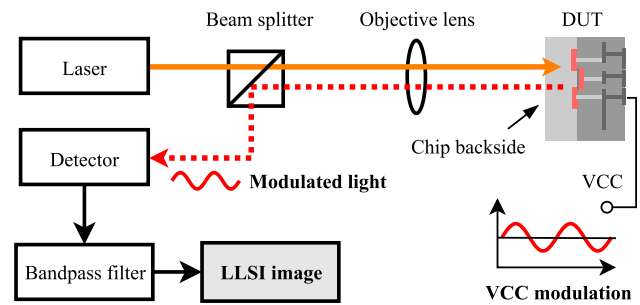 Beam splitter
Objective lens
DUT
Laser
Chip backside
Detector
Modulated light
VCC
Bandpass filter
LLSI image
VCC modulation